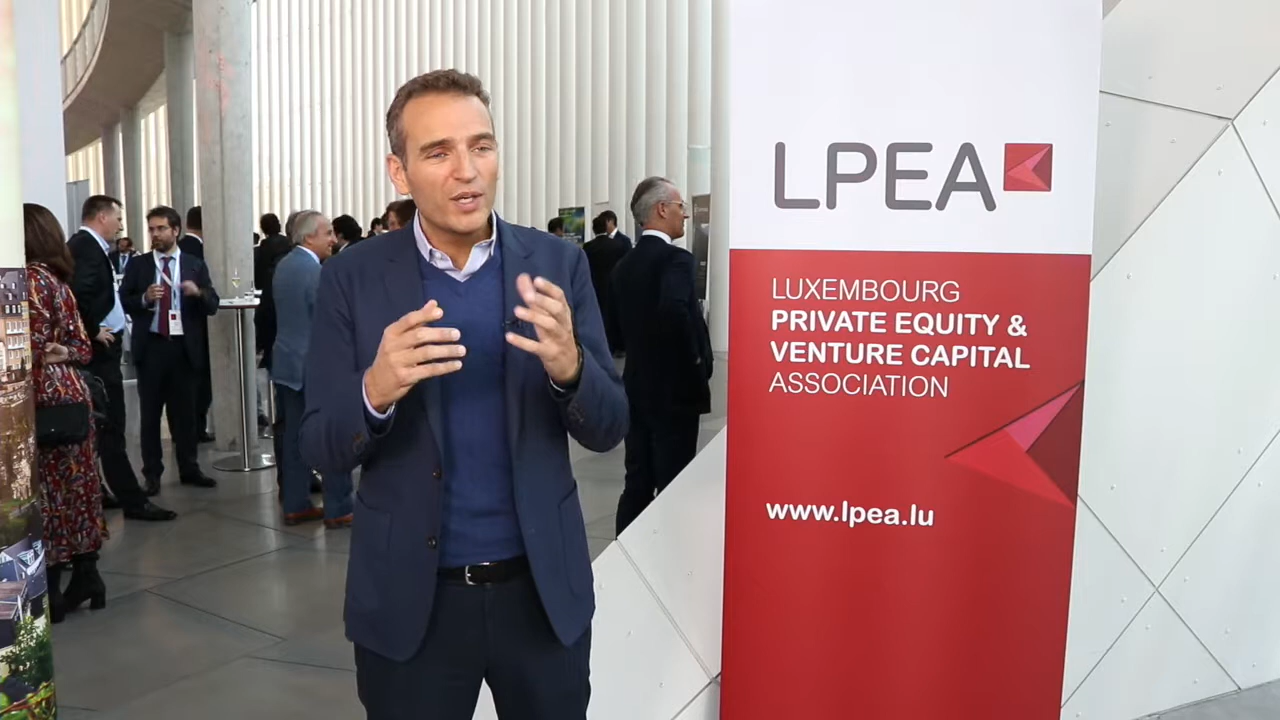 LPEA
LUXEMBOURG
PRIVATE EQUITY &
VENTURE CAPITAL
ASSOCIATION
www.lpea.lu